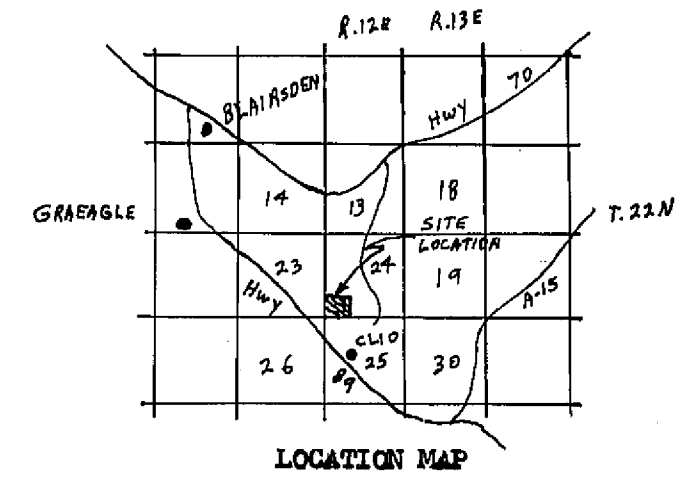 R.12E R.13E
70
HWY
BLAIRSDEN
14
13
18
GRAEAGLE
T. 22N
SITE
LOCATION
23
24
19
HWY
A-15
CLIO
26
25
30
89
LOCATION MAP